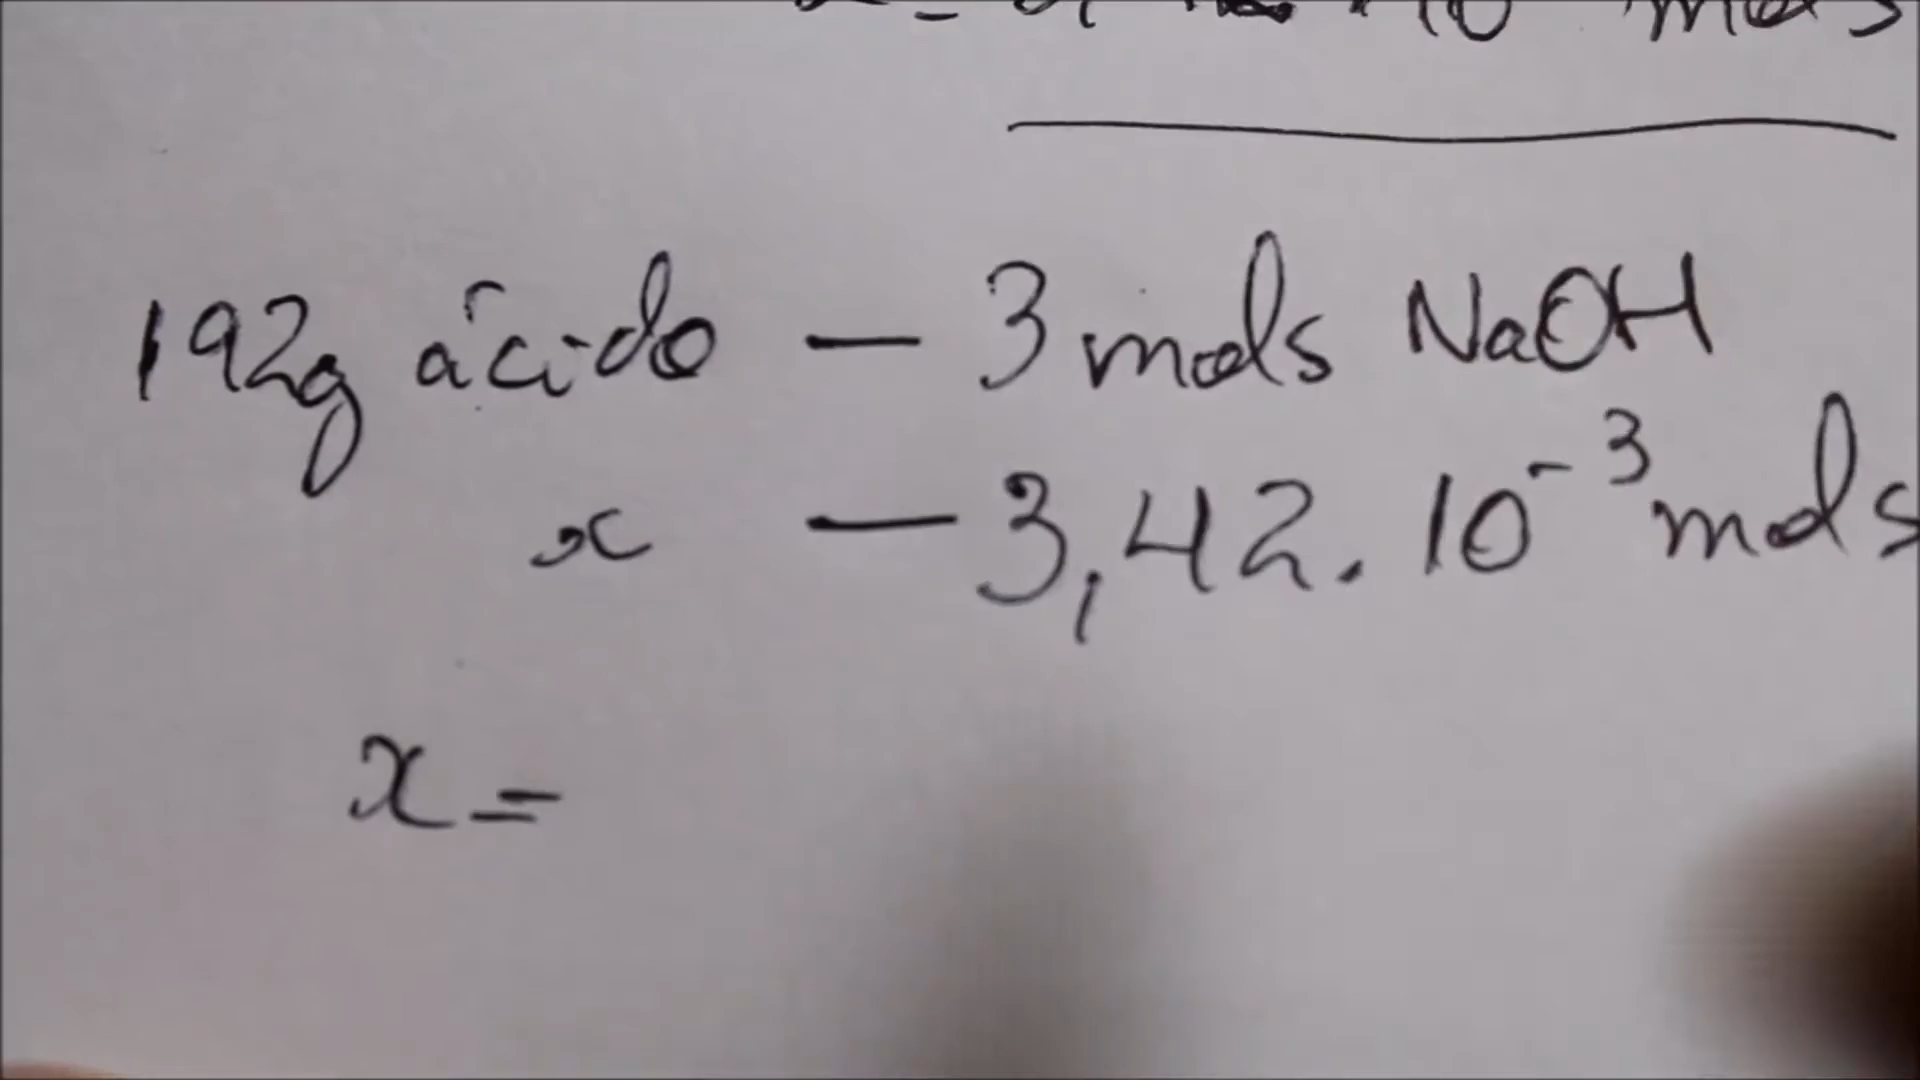 192g ácido — 3 mols NaOH
x — 3,42 . 10⁻³ mols
x =